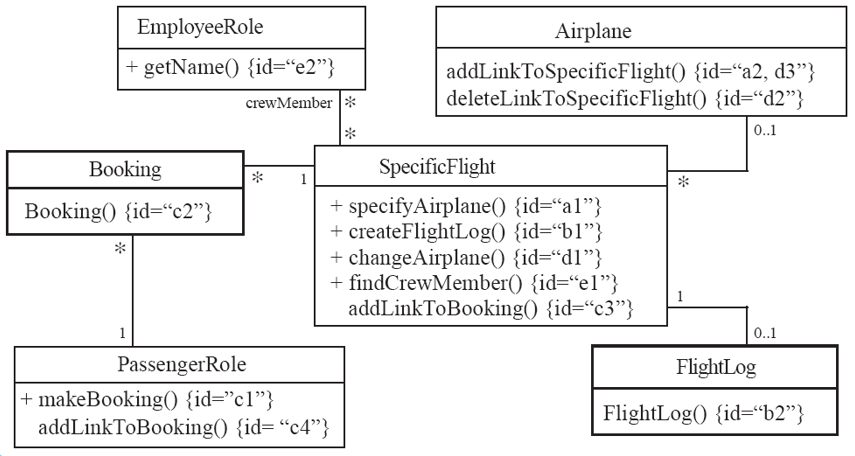 EmployeeRole
+ getName() {id=“e2”}
Airplane
addLinkToSpecificFlight() {id=“a2, d3”}
deleteLinkToSpecificFlight() {id=“d2”}
crewMember
*
*
0..1
Booking
Booking() {id=“c2”}
*
1
SpecificFlight
+ specifyAirplane() {id=“a1”}
+ createFlightLog() {id=“b1”}
+ changeAirplane() {id=“d1”}
+ findCrewMember() {id=“e1”}
addLinkToBooking() {id=“c3”}
*
*
1
1
0..1
PassengerRole
+ makeBooking() {id=”c1”}
addLinkToBooking() {id= “c4”}
FlightLog
FlightLog() {id=“b2”}